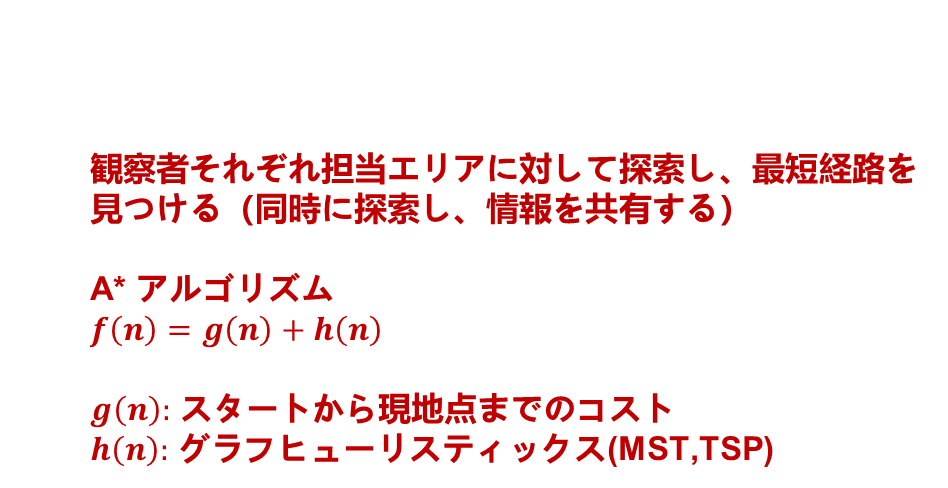 観察者それぞれ担当エリアに対して探索し、最短経路を
見つける (同時に探索し、情報を共有する)
A* アルゴリズム
f(n) = g(n) + h(n)
g(n): スタートから現地点までのコスト
h(n): グラフヒューリスティックス(MST,TSP)